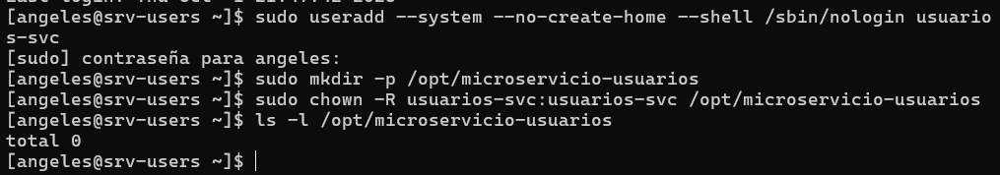 [angeles@srv-users ~]$ sudo useradd --system --no-create-home --shell /sbin/nologin usuario
s-svc
[sudo] contraseña para angeles:
[angeles@srv-users ~]$ sudo mkdir -p /opt/microservicio-usuarios
[angeles@srv-users ~]$ sudo chown -R usuarios-svc:usuarios-svc /opt/microservicio-usuarios
[angeles@srv-users ~]$ ls -l /opt/microservicio-usuarios
total 0
[angeles@srv-users ~]$